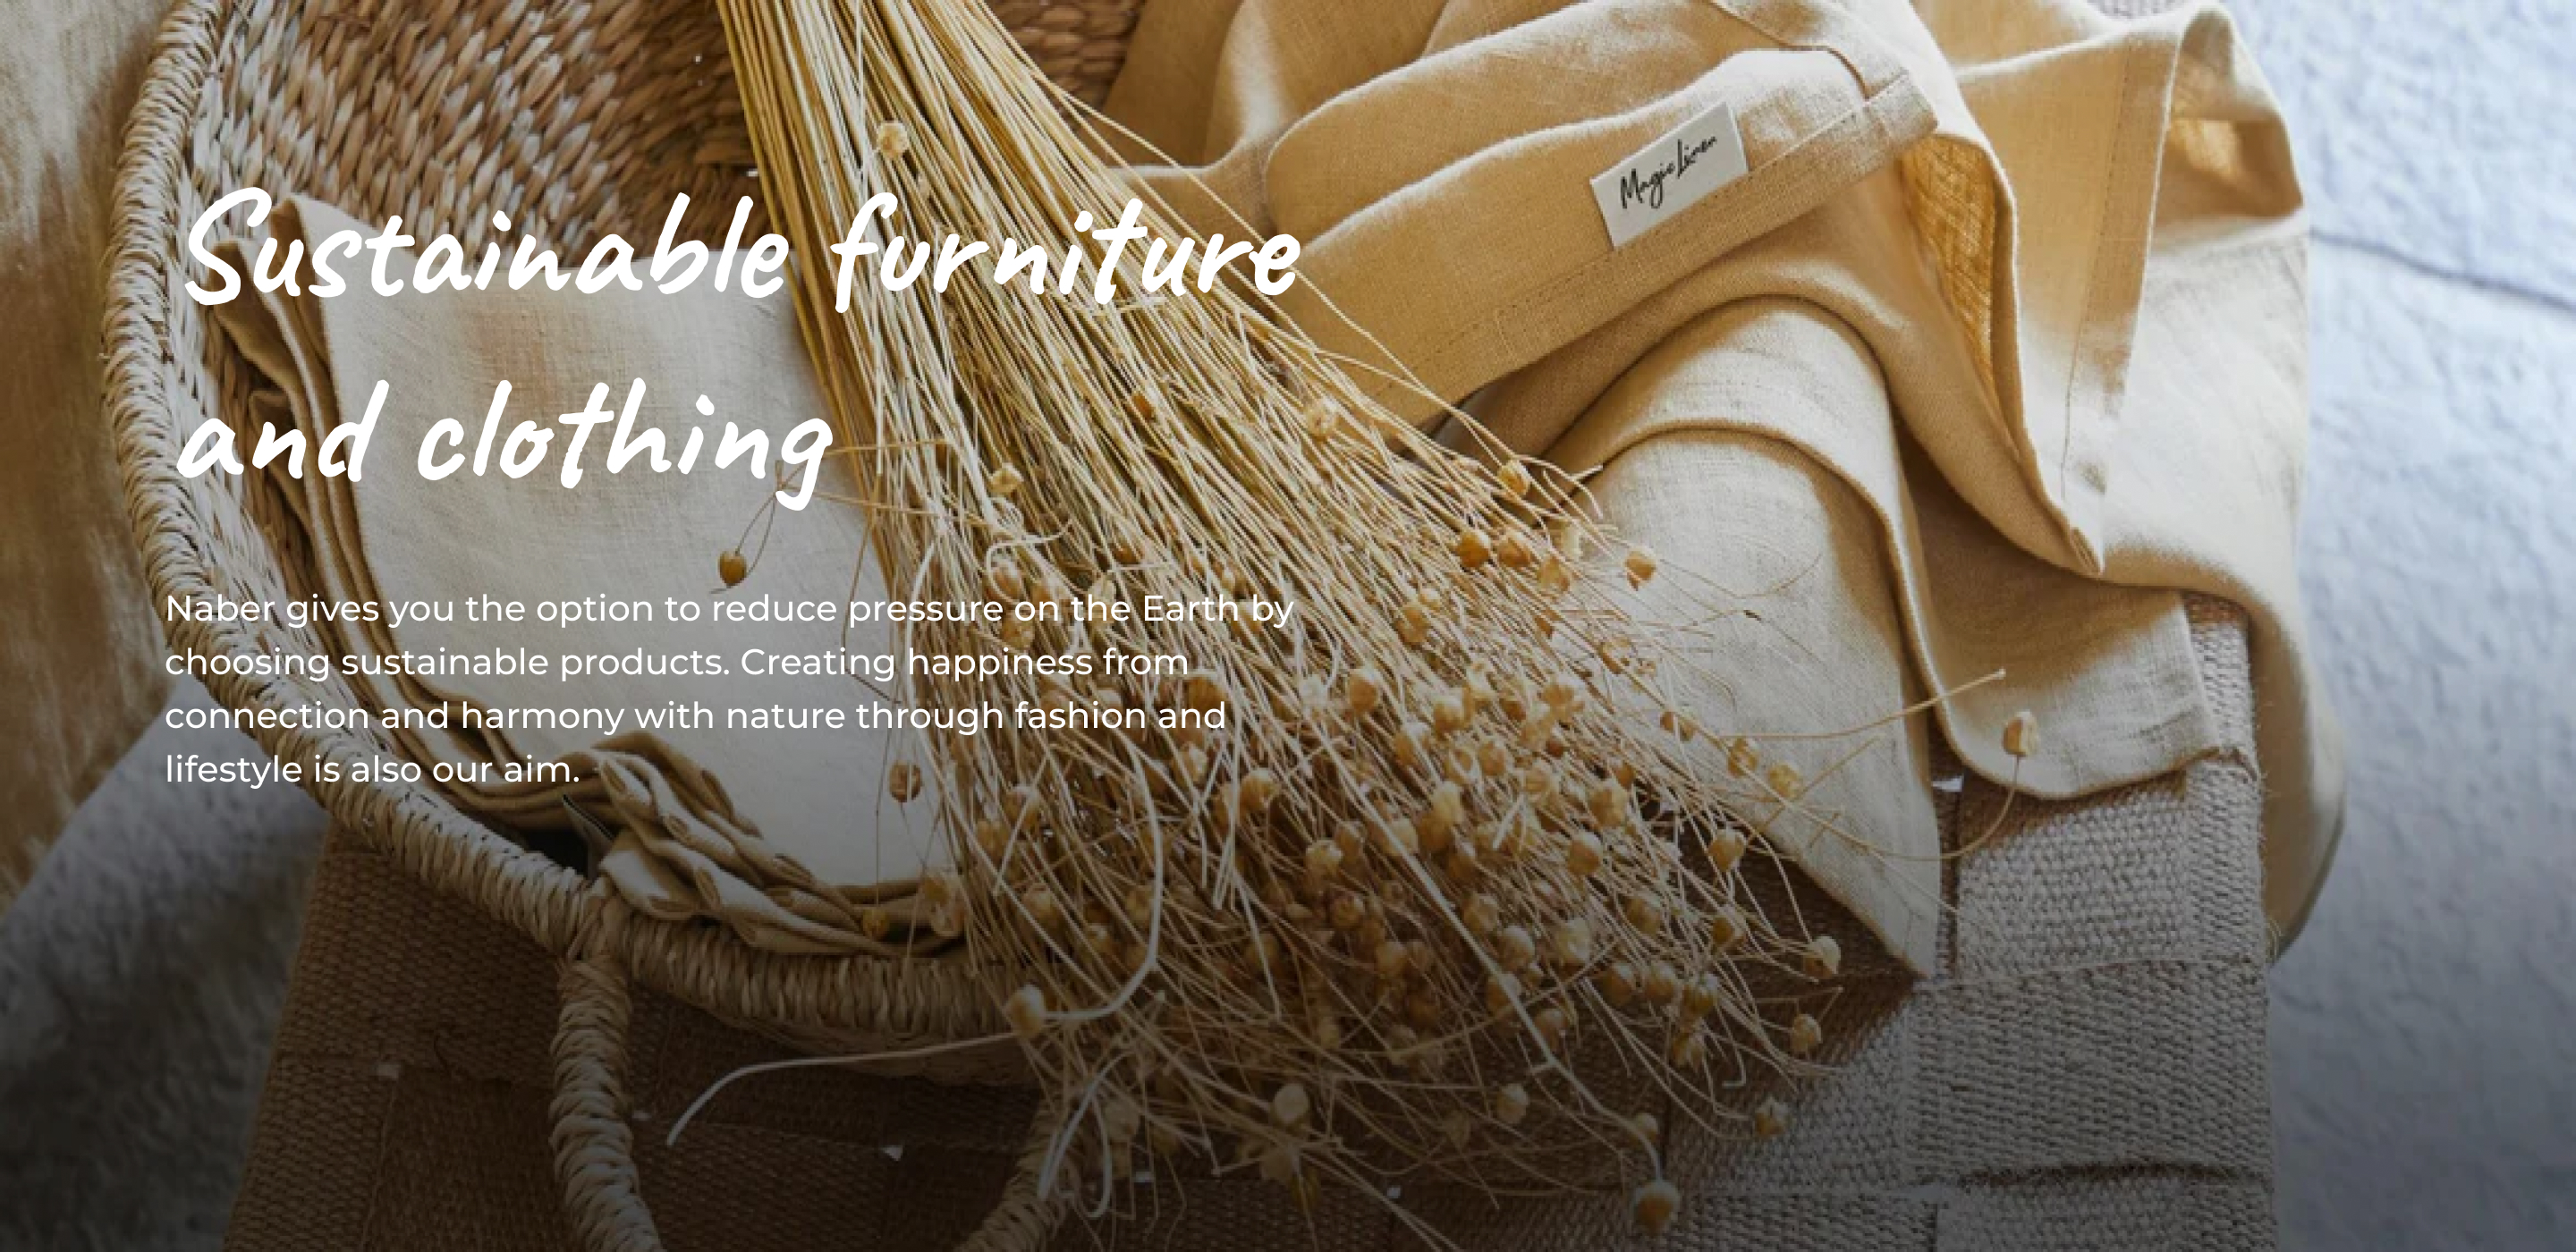 Magic Linen
Sustainable furniture
and clothing
Naber gives you the option to reduce pressure on the Earth by
choosing sustainable products. Creating happiness from
connection and harmony with nature through fashion and
lifestyle is also our aim.